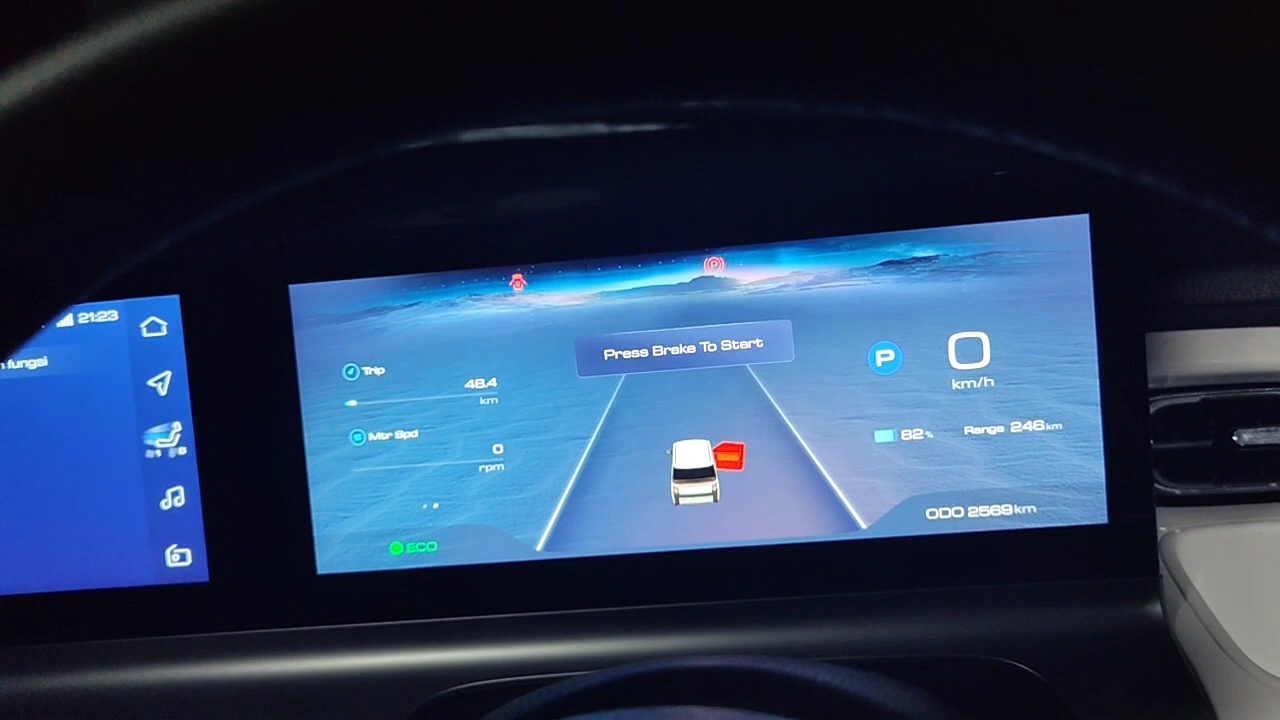 21:23
n fungsi
Press Brake To Start
Trip
48.4
km
Mtr Spd
0
rpm
ECO
P
0
km/h
82%
Range 246km
ODO 2569km